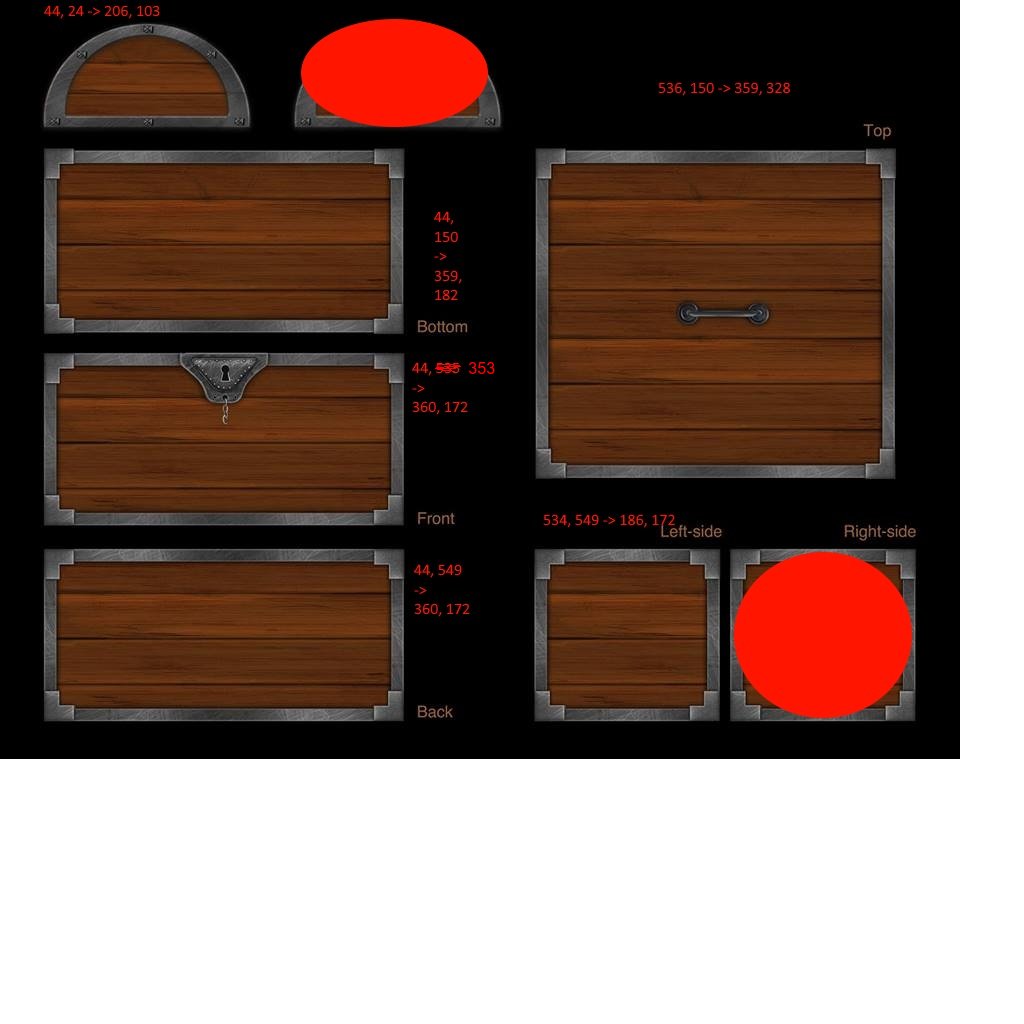 44, 24 -> 206, 103
536, 150 -> 359, 328
Top
44,
150
->
359,
182
Bottom
44, 535 353
->
360, 172
Front
534, 549 -> 186, 172
Left-side
Right-side
44, 549
->
360, 172
Back